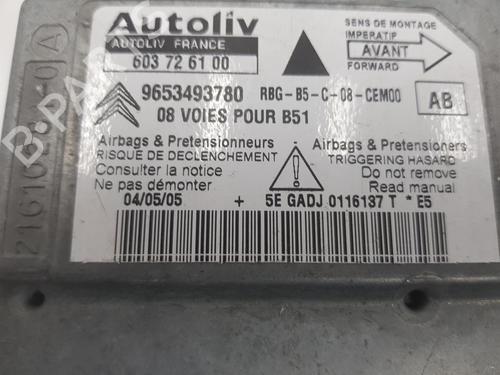 Autoliv
AUTOLIV FRANCE
603 72 61 00
SENS DE MONTAGE
IMPERATIF
AVANT
FORWARD
9653493780 RBG-B5-C-08-CEM00 AB
08 VOIES POUR B51
Airbags & Pretensionneurs
RISQUE DE DECLENCHEMENT
Consulter la notice
Ne pas démonter
Airbags & Pretensioners
TRIGGERING HASARD
Do not remove
Read manual
04/05/05 + 5E GADJ 0116137 T * E5
B-PARTS
A